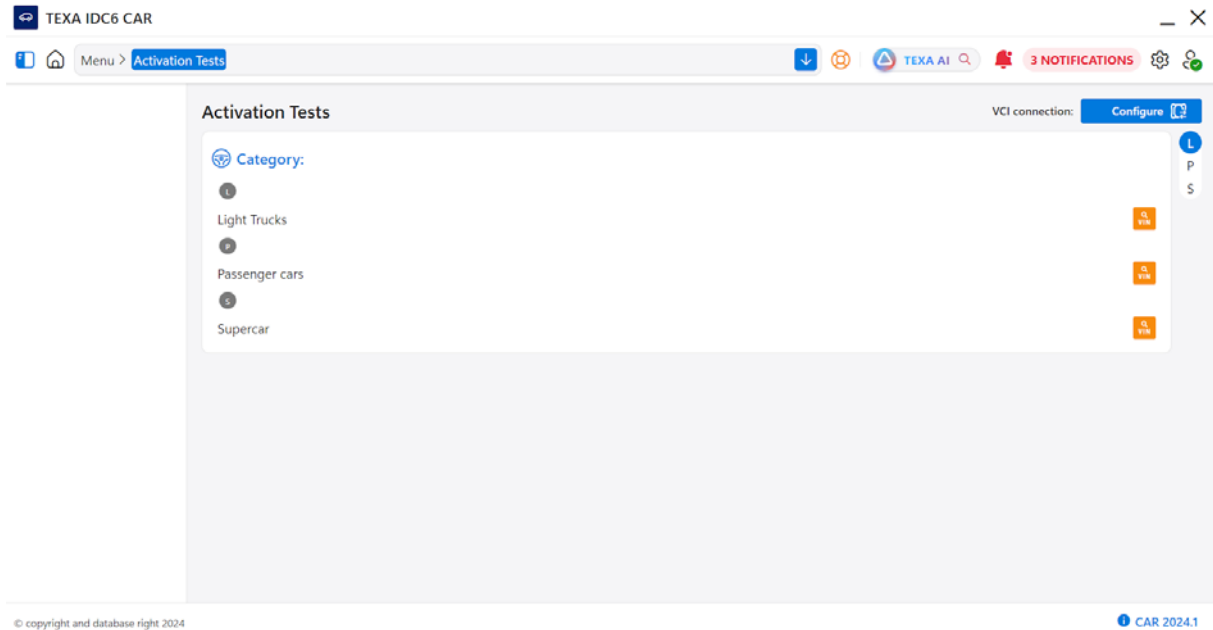 TEXA IDC6 CAR
Menu > Activation Tests
TEXA AI
3 NOTIFICATIONS
Activation Tests
VCI connection:
Configure
Category:
L
Light Trucks
VIN
P
Passenger cars
VIN
S
Supercar
VIN
L
P
S
© copyright and database right 2024
CAR 2024.1